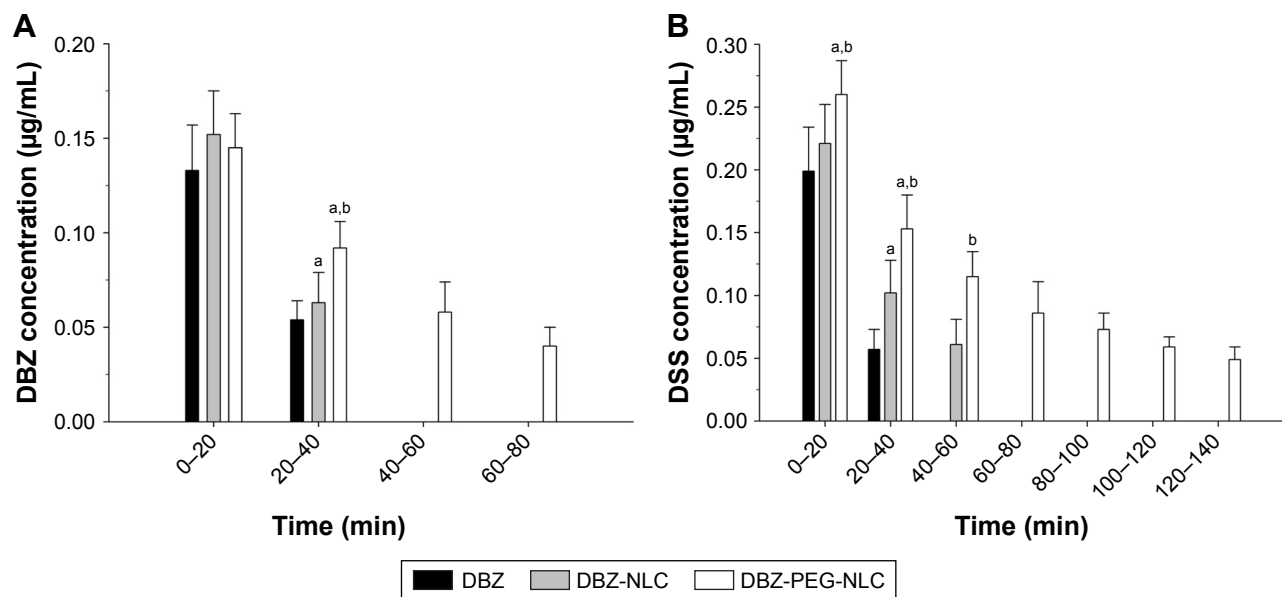 A
DBZ concentration (µg/mL)
0.20
0.15
0.10
0.05
0.00
a
a,b
0–20
20–40
40–60
60–80
Time (min)
B
DSS concentration (µg/mL)
0.30
0.25
0.20
0.15
0.10
0.05
0.00
a,b
a
a,b
b
0–20
20–40
40–60
60–80
80–100
100–120
120–140
Time (min)
DBZ DBZ-NLC DBZ-PEG-NLC